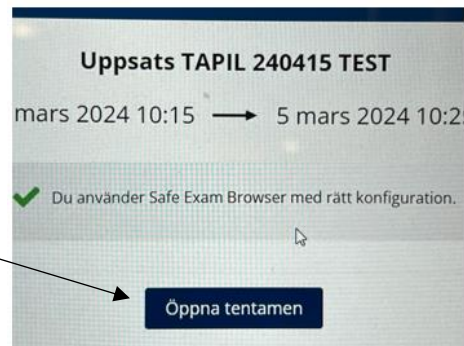 Uppsats TAPIL 240415 TEST
mars 2024 10:15 → 5 mars 2024 10:25
Du använder Safe Exam Browser med rätt konfiguration.
Öppna tentamen